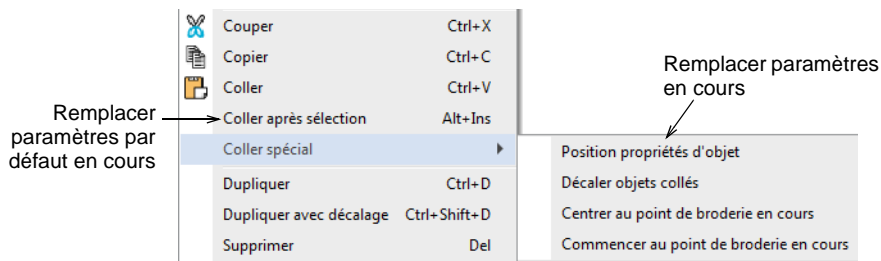 Couper Ctrl+X
Copier Ctrl+C
Coller Ctrl+V
Coller après sélection Alt+Ins
Coller spécial
Dupliquer Ctrl+D
Dupliquer avec décalage Ctrl+Shift+D
Supprimer Del
Remplacer
paramètres par
défaut en cours
Remplacer paramètres
en cours
Position propriétés d'objet
Décaler objets collés
Centrer au point de broderie en cours
Commencer au point de broderie en cours